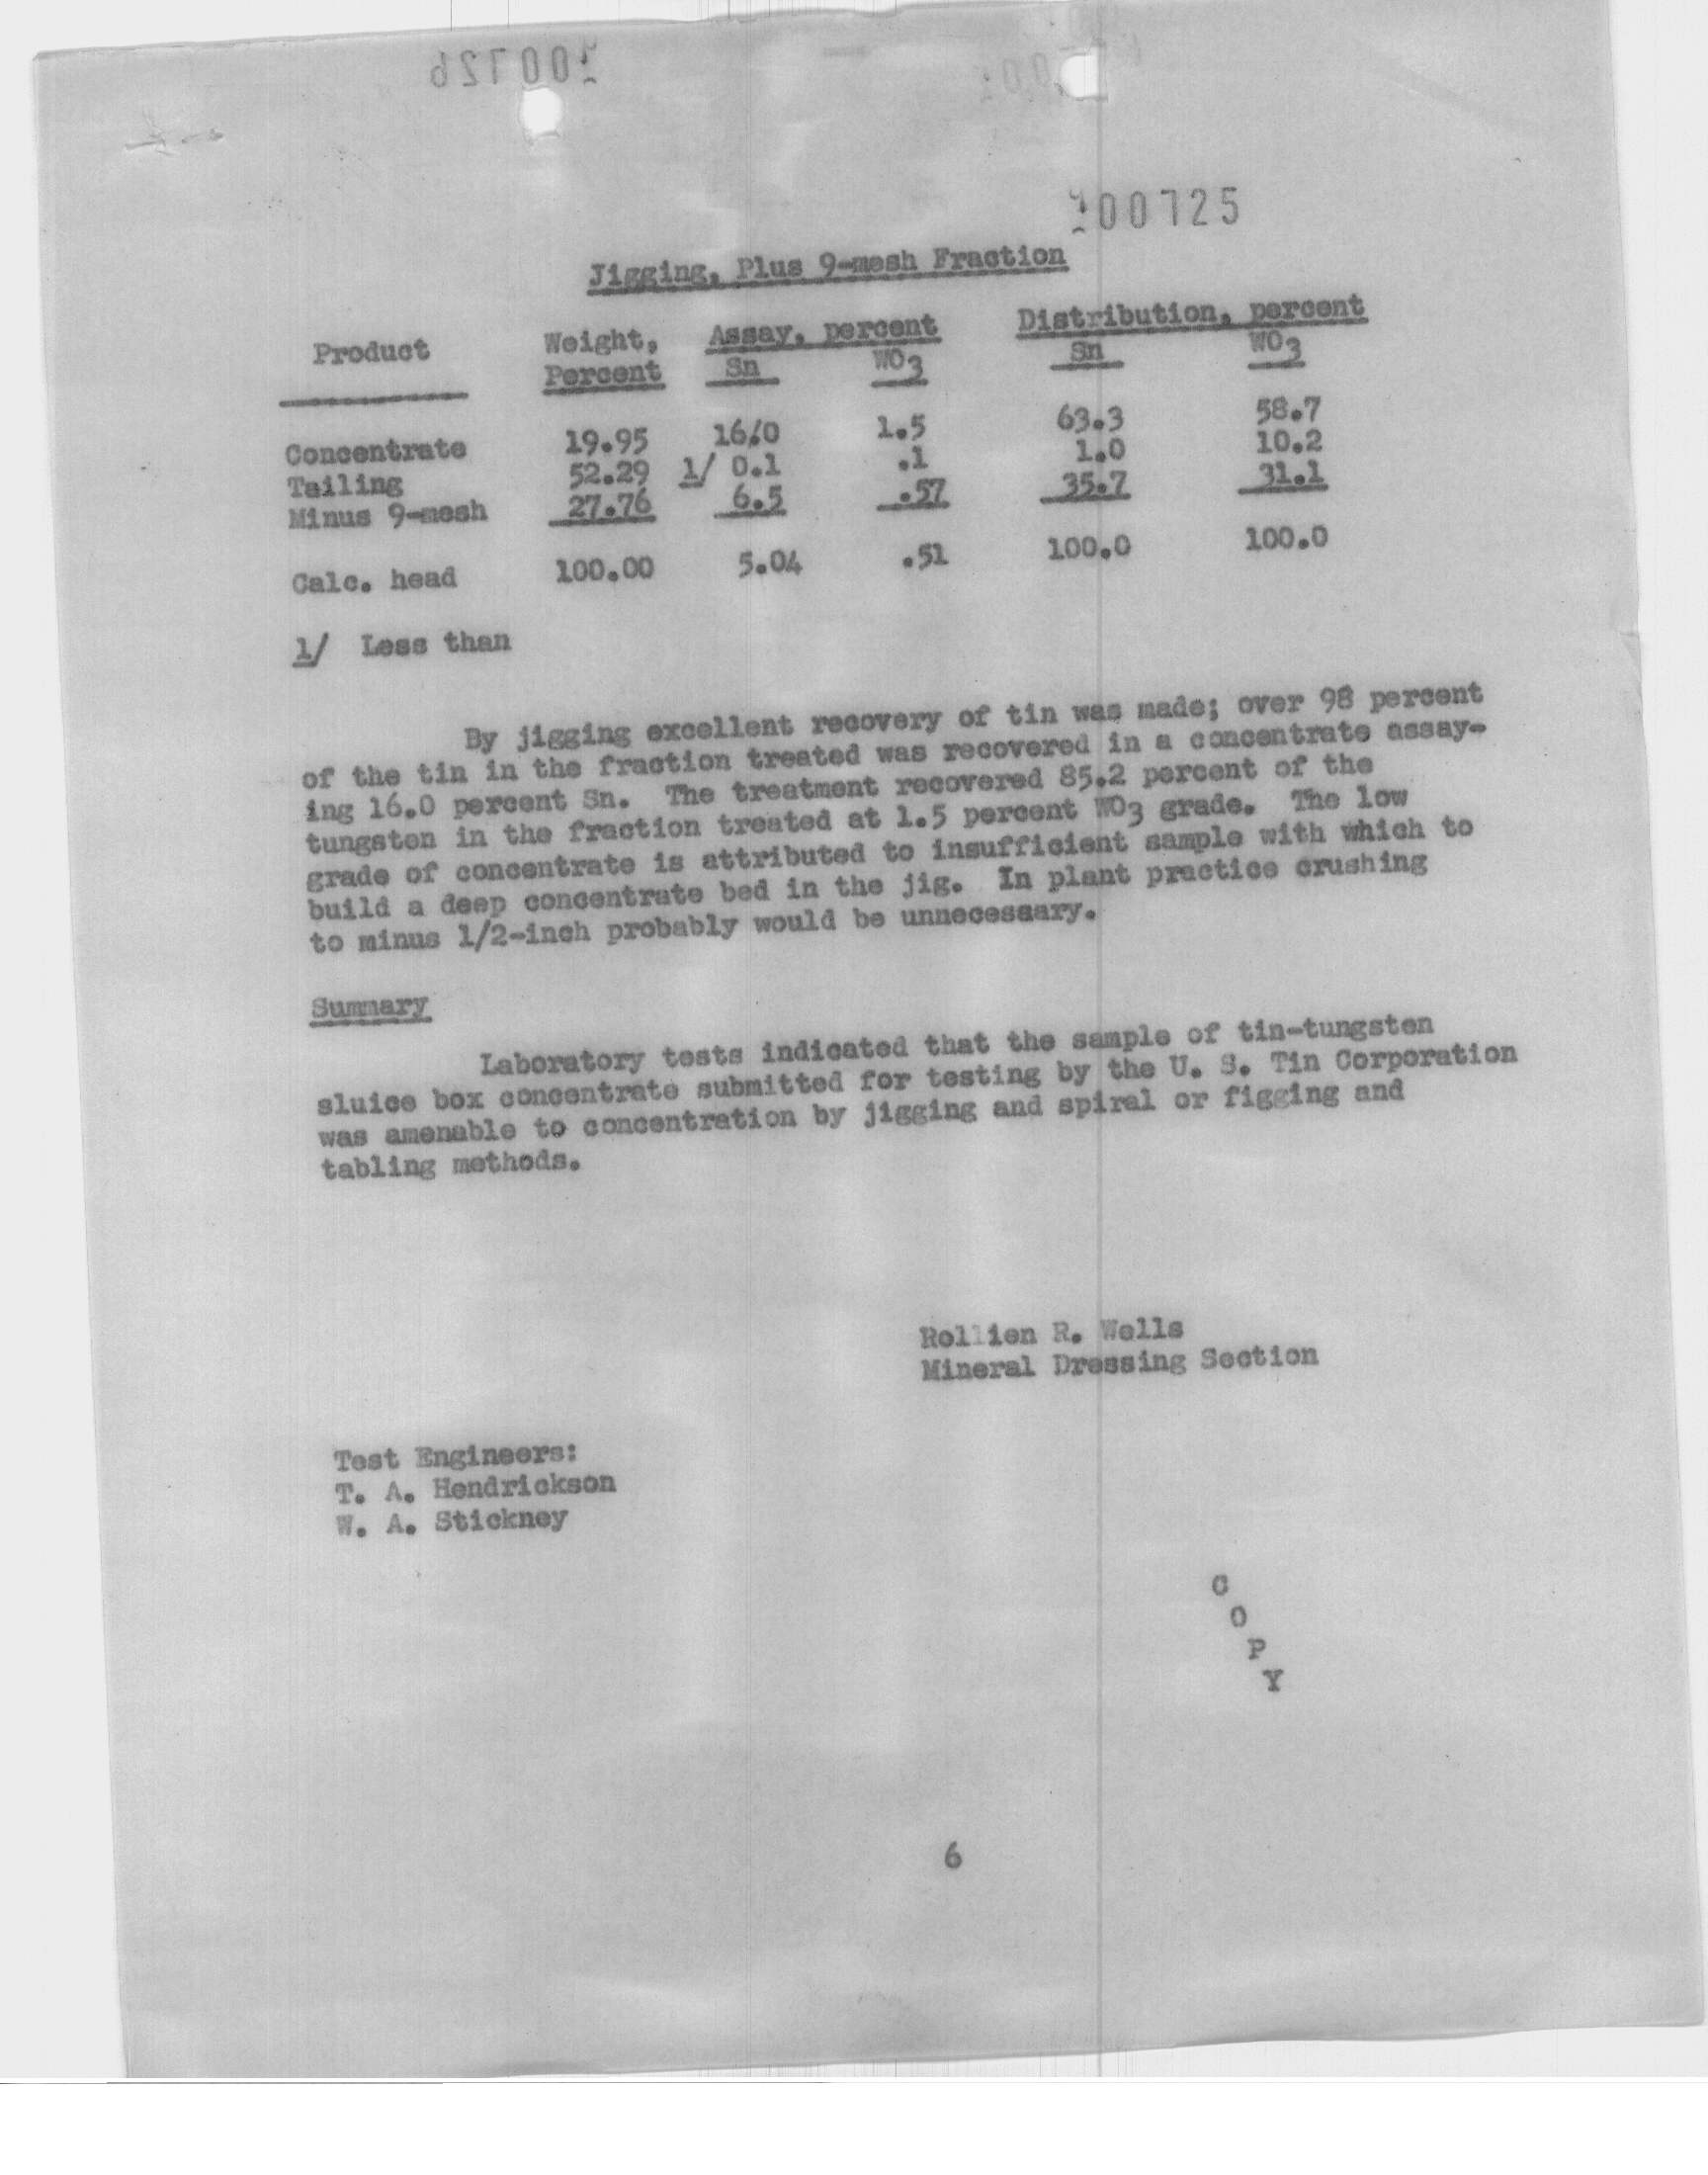 100725
Jigging, Plus 9-mesh Fraction
Product Weight, Percent Assay, percent Distribution, percent
Sn WO3 Sn WO3
Concentrate 19.95 16.0 1.5 63.3 58.7
Tailing 52.29 1/ 0.1 .1 1.0 10.2
Minus 9-mesh 27.76 6.5 .57 35.7 31.1
Calc. head 100.00 5.04 .51 100.0 100.0
1/ Less than
By jigging excellent recovery of tin was made; over 98 percent
of the tin in the fraction treated was recovered in a concentrate assay-
ing 16.0 percent Sn. The treatment recovered 85.2 percent of the
tungsten in the fraction treated at 1.5 percent WO3 grade. The low
grade of concentrate is attributed to insufficient sample with which to
build a deep concentrate bed in the jig. In plant practice crushing
to minus 1/2-inch probably would be unnecessary.
Summary
Laboratory tests indicated that the sample of tin-tungsten
sluice box concentrate submitted for testing by the U. S. Tin Corporation
was amenable to concentration by jigging and spiral or figging and
tabling methods.
Rollien R. Wells
Mineral Dressing Section
Test Engineers:
T. A. Hendrickson
W. A. Stickney
C
O
P
Y
6